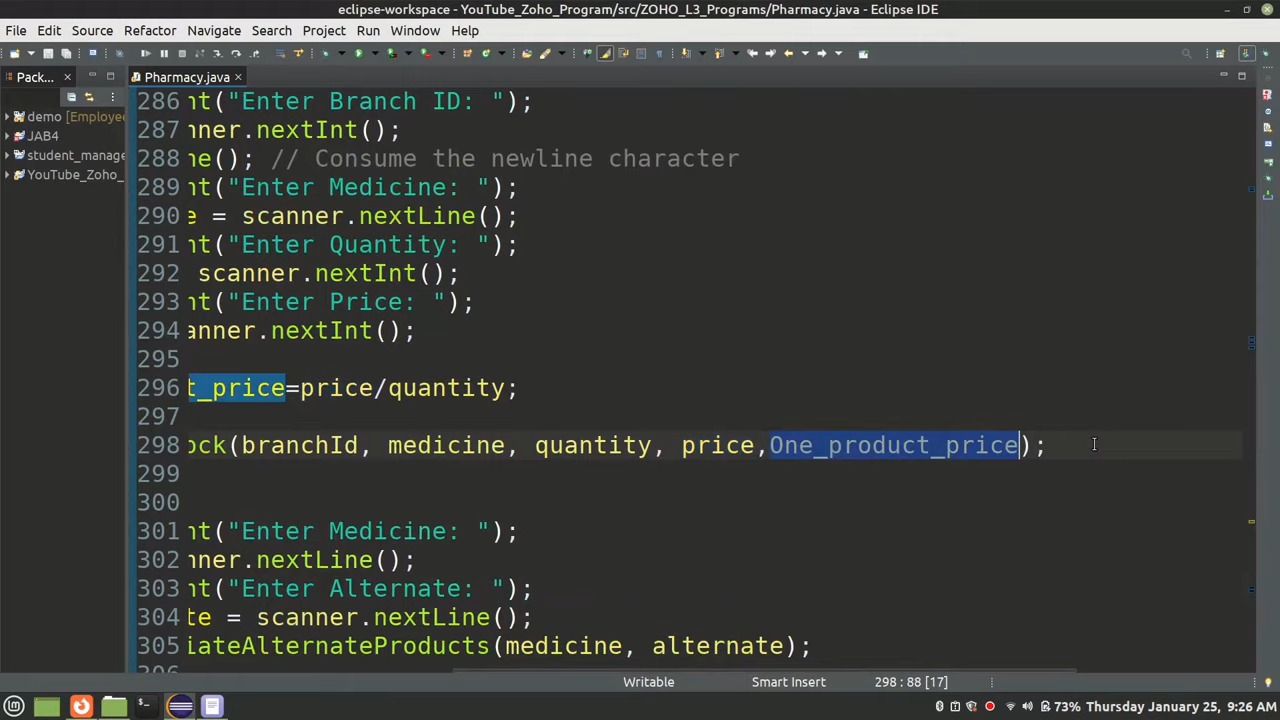 eclipse-workspace - YouTube_Zoho_Program/src/ZOHO_L3_Programs/Pharmacy.java - Eclipse IDE
File Edit Source Refactor Navigate Search Project Run Window Help
Pack...
Pharmacy.java
demo [Employee
JAB4
student_manage
YouTube_Zoho_
286 nt("Enter Branch ID: ");
287 nner.nextInt();
288 ne(); // Consume the newline character
289 nt("Enter Medicine: ");
290 e = scanner.nextLine();
291 nt("Enter Quantity: ");
292 scanner.nextInt();
293 nt("Enter Price: ");
294 anner.nextInt();
295
296 t_price=price/quantity;
297
298 ock(branchId, medicine, quantity, price,One_product_price);
299
300
301 nt("Enter Medicine: ");
302 nner.nextLine();
303 nt("Enter Alternate: ");
304 te = scanner.nextLine();
305 iateAlternateProducts(medicine, alternate);
Writable Smart Insert 298 : 88 [17]
73% Thursday January 25, 9:26 AM